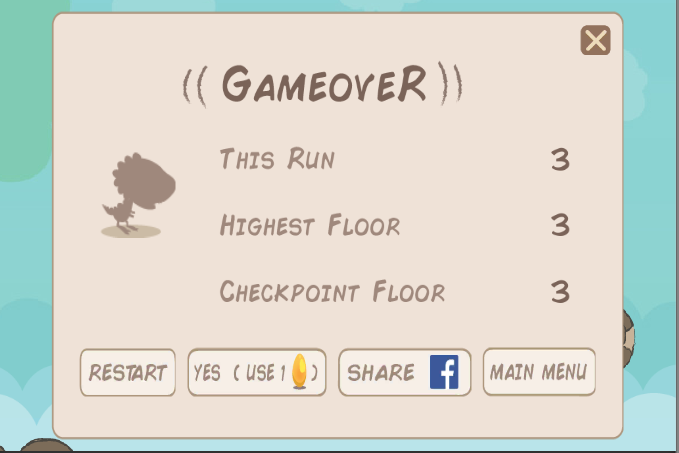 (( GAMEOVER ))
THIS RUN 3
HIGHEST FLOOR 3
CHECKPOINT FLOOR 3
RESTART YES ( USE 1 ) SHARE f MAIN MENU